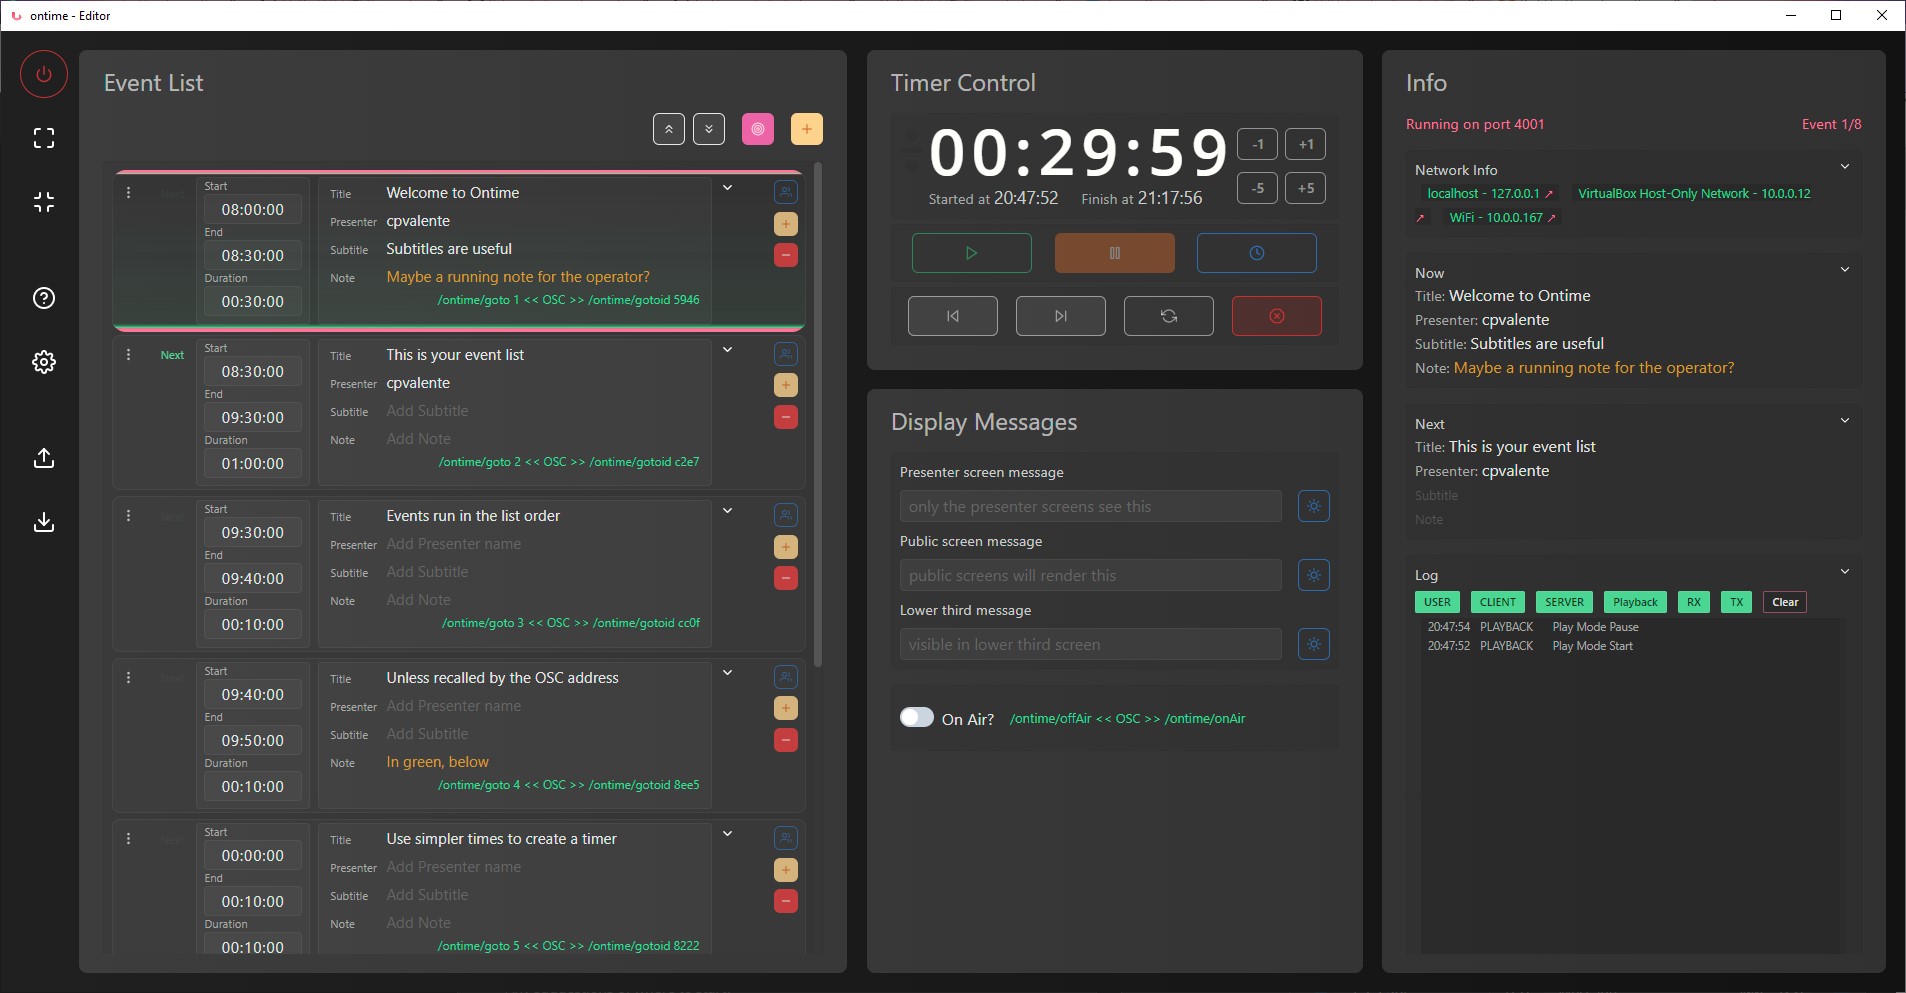 ontime - Editor
Event List
Start
08:00:00
End
08:30:00
Duration
00:30:00
Title Welcome to Ontime
Presenter cpvalente
Subtitle Subtitles are useful
Note Maybe a running note for the operator?
/ontime/goto 1 << OSC >> /ontime/gotoid 5946
Next
Start
08:30:00
End
09:30:00
Duration
01:00:00
Title This is your event list
Presenter cpvalente
Subtitle Add Subtitle
Note Add Note
/ontime/goto 2 << OSC >> /ontime/gotoid c2e7
Next
Start
09:30:00
End
09:40:00
Duration
00:10:00
Title Events run in the list order
Presenter Add Presenter name
Subtitle Add Subtitle
Note Add Note
/ontime/goto 3 << OSC >> /ontime/gotoid cc0f
Next
Start
09:40:00
End
09:50:00
Duration
00:10:00
Title Unless recalled by the OSC address
Presenter Add Presenter name
Subtitle Add Subtitle
Note In green, below
/ontime/goto 4 << OSC >> /ontime/gotoid 8ee5
Next
Start
00:00:00
End
00:10:00
Duration
00:10:00
Title Use simpler times to create a timer
Presenter Add Presenter name
Subtitle Add Subtitle
Note Add Note
/ontime/goto 5 << OSC >> /ontime/gotoid 8222
Timer Control
00:29:59
-1 +1
-5 +5
Started at 20:47:52 Finish at 21:17:56
Display Messages
Presenter screen message
only the presenter screens see this
Public screen message
public screens will render this
Lower third message
visible in lower third screen
On Air? /ontime/offAir << OSC >> /ontime/onAir
Info
Running on port 4001 Event 1/8
Network Info
localhost - 127.0.0.1 VirtualBox Host-Only Network - 10.0.0.12
WiFi - 10.0.0.167
Now
Title: Welcome to Ontime
Presenter: cpvalente
Subtitle: Subtitles are useful
Note: Maybe a running note for the operator?
Next
Title: This is your event list
Presenter: cpvalente
Subtitle
Note
Log
USER CLIENT SERVER Playback RX TX Clear
20:47:54 PLAYBACK Play Mode Pause
20:47:52 PLAYBACK Play Mode Start